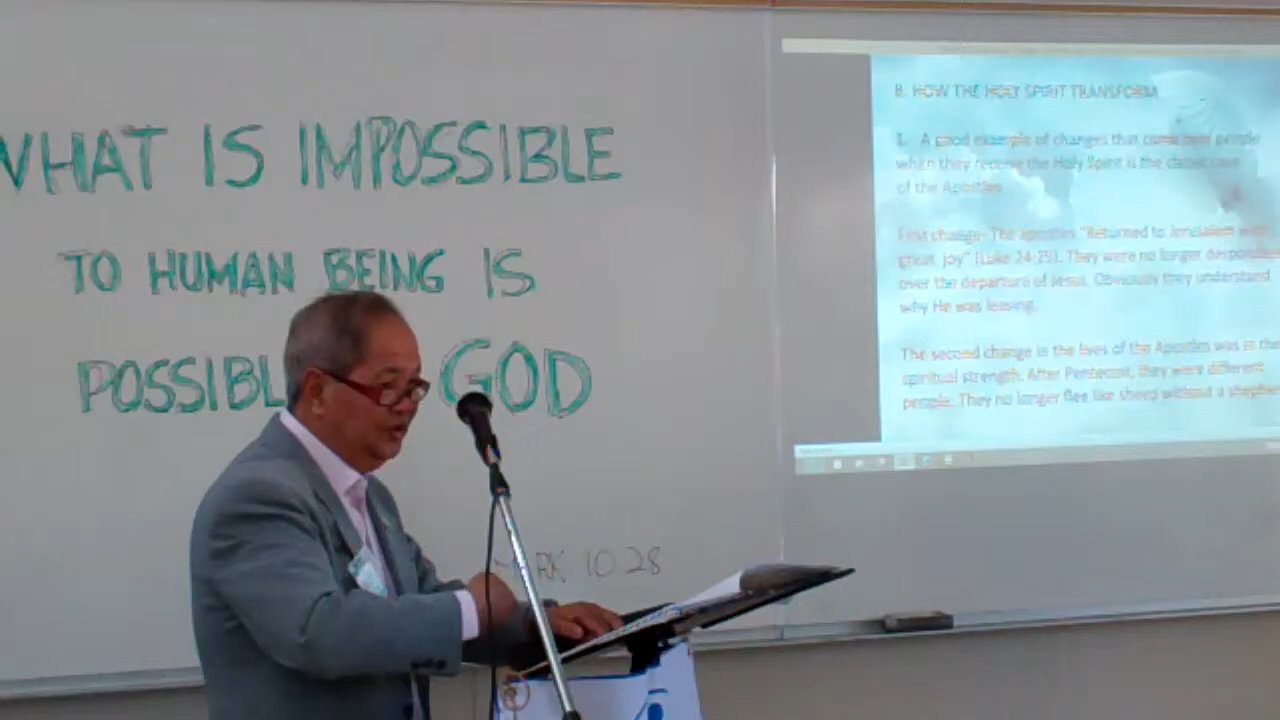 WHAT IS IMPOSSIBLE
TO HUMAN BEING IS
POSSIBL
GOD
RK 10 28
B. HOW THE HOLY SPIRIT TRANSFORM
1. A good example of changes that come over people
when they receive the Holy Spirit is the classic case
of the Apostles
First change- The apostles "Returned to Jerusalem with
great joy" (Luke 24:25). They were no longer despondent
over the departure of Jesus. Obviously they understand
why He was leaving.
The second change in the lives of the Apostles was in the
spiritual strength. After Pentecost, they were different
people. They no longer flee like sheep without a shepher